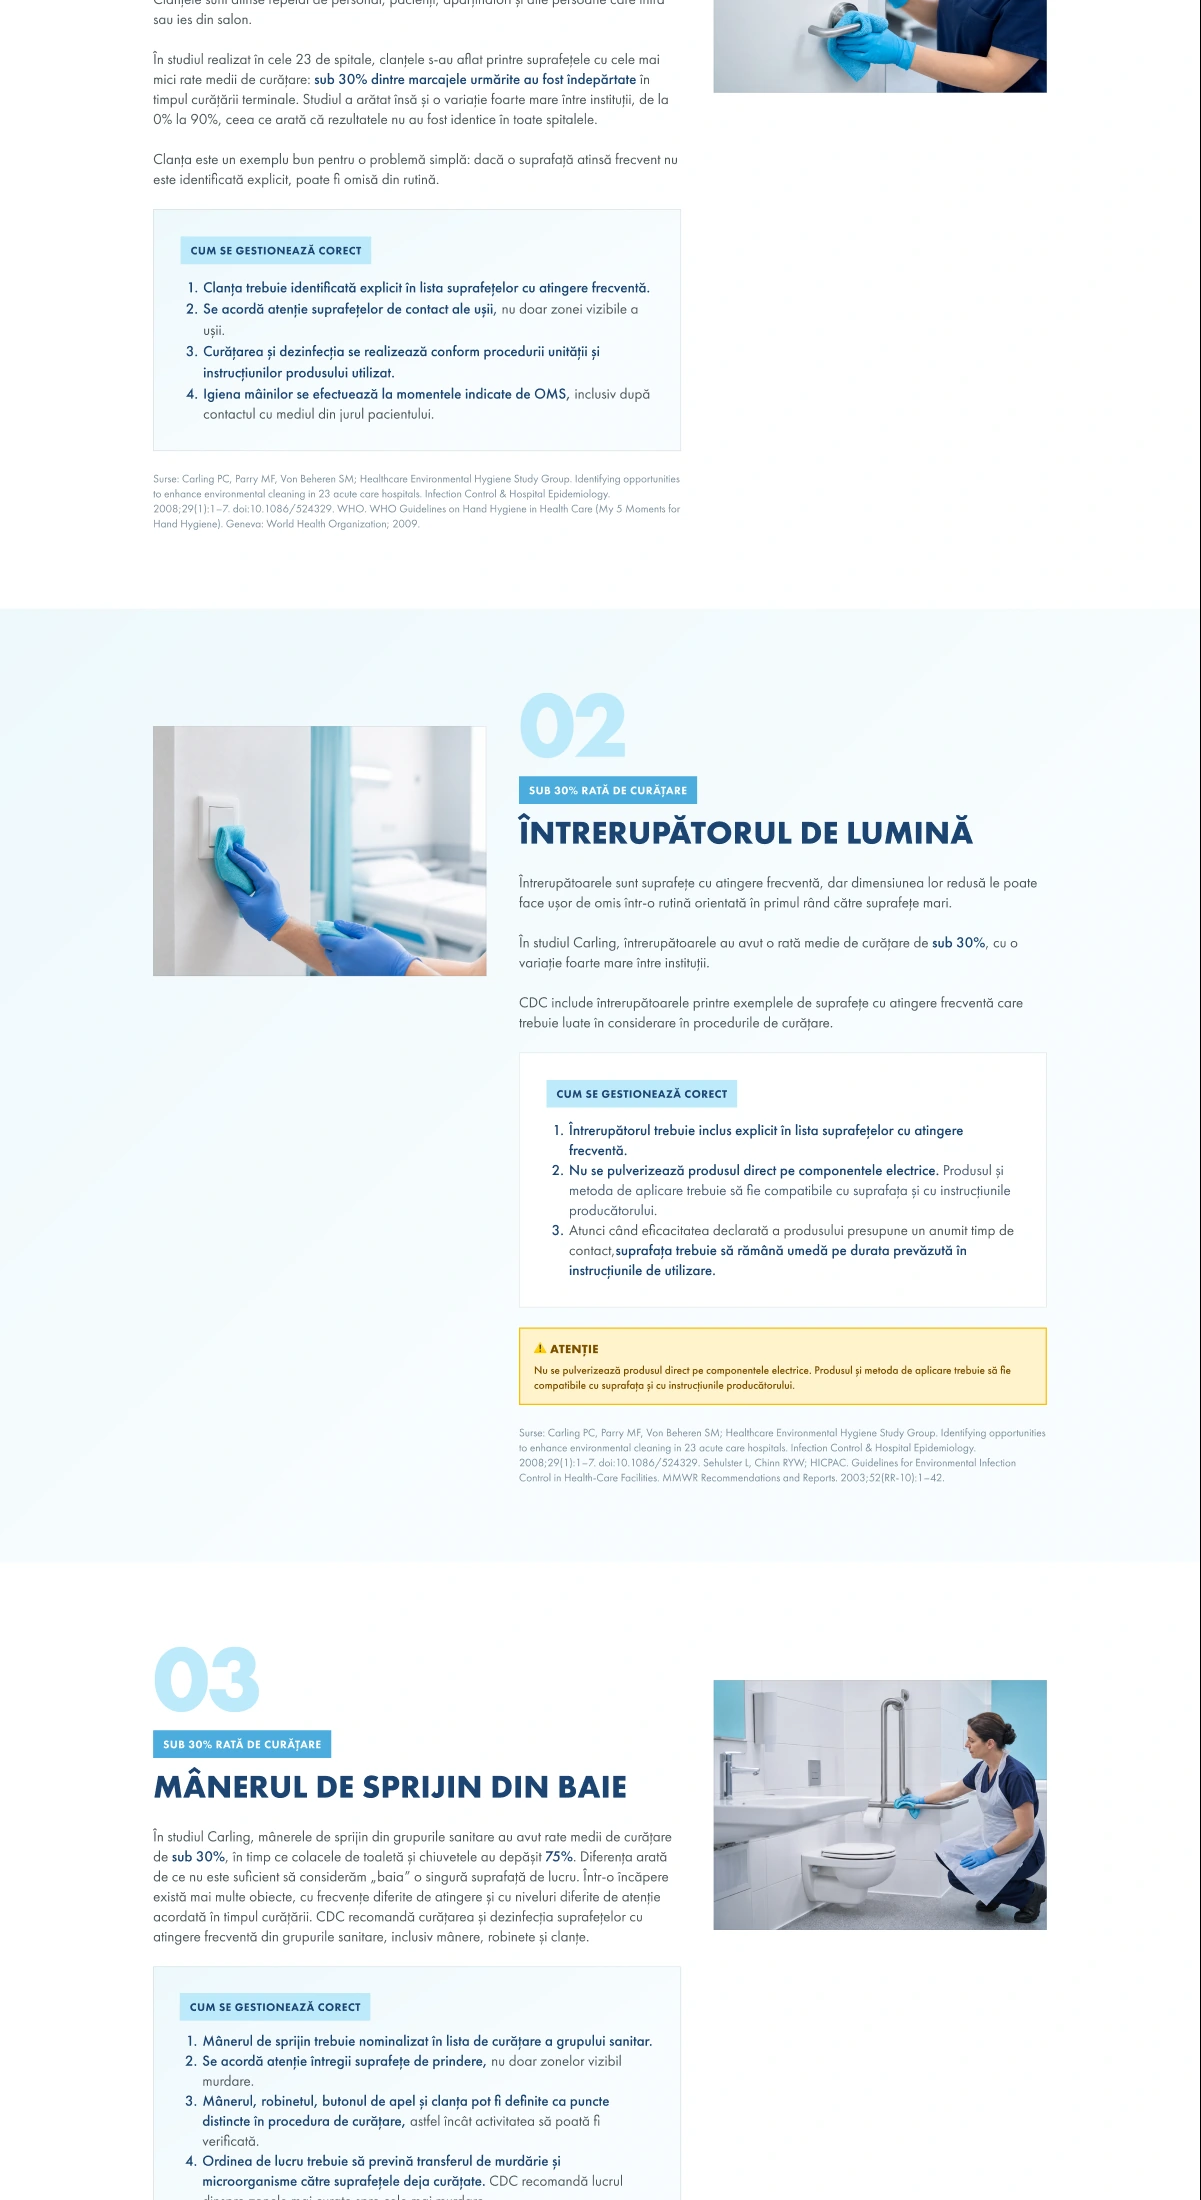 Clanțele sunt atinse repetat de personal, pacienți, aparținători și alte persoane care intră
sau ies din salon.
În studiul realizat în cele 23 de spitale, clanțele s-au aflat printre suprafețele cu cele mai
mici rate medii de curățare: sub 30% dintre marcajele urmărite au fost îndepărtate în
timpul curățării terminale. Studiul a arătat însă și o variație foarte mare între instituții, de la
0% la 90%, ceea ce arată că rezultatele nu au fost identice în toate spitalele.
Clanța este un exemplu bun pentru o problemă simplă: dacă o suprafață atinsă frecvent nu
este identificată explicit, poate fi omisă din rutină.
CUM SE GESTIONEAZĂ CORECT
1. Clanța trebuie identificată explicit în lista suprafețelor cu atingere frecventă.
2. Se acordă atenție suprafețelor de contact ale ușii, nu doar zonei vizibile a
ușii.
3. Curățarea și dezinfecția se realizează conform procedurii unității și
instrucțiunilor produsului utilizat.
4. Igiena mâinilor se efectuează la momentele indicate de OMS, inclusiv după
contactul cu mediul din jurul pacientului.
Surse: Carling PC, Parry MF, Von Beheren SM; Healthcare Environmental Hygiene Study Group. Identifying opportunities
to enhance environmental cleaning in 23 acute care hospitals. Infection Control & Hospital Epidemiology.
2008;29(1):1–7. doi:10.1086/524329. WHO. WHO Guidelines on Hand Hygiene in Health Care (My 5 Moments for
Hand Hygiene). Geneva: World Health Organization; 2009.
02
SUB 30% RATĂ DE CURĂȚARE
ÎNTRERUPĂTORUL DE LUMINĂ
Întrerupătoarele sunt suprafețe cu atingere frecventă, dar dimensiunea lor redusă le poate
face ușor de omis într-o rutină orientată în primul rând către suprafețe mari.
În studiul Carling, întrerupătoarele au avut o rată medie de curățare de sub 30%, cu o
variație foarte mare între instituții.
CDC include întrerupătoarele printre exemplele de suprafețe cu atingere frecventă care
trebuie luate în considerare în procedurile de curățare.
CUM SE GESTIONEAZĂ CORECT
1. Întrerupătorul trebuie inclus explicit în lista suprafețelor cu atingere
frecventă.
2. Nu se pulverizează produsul direct pe componentele electrice. Produsul și
metoda de aplicare trebuie să fie compatibile cu suprafața și cu instrucțiunile
producătorului.
3. Atunci când eficacitatea declarată a produsului presupune un anumit timp de
contact,suprafața trebuie să rămână umedă pe durata prevăzută în
instrucțiunile de utilizare.
⚠ ATENȚIE
Nu se pulverizează produsul direct pe componentele electrice. Produsul și metoda de aplicare trebuie să fie
compatibile cu suprafața și cu instrucțiunile producătorului.
Surse: Carling PC, Parry MF, Von Beheren SM; Healthcare Environmental Hygiene Study Group. Identifying opportunities
to enhance environmental cleaning in 23 acute care hospitals. Infection Control & Hospital Epidemiology.
2008;29(1):1–7. doi:10.1086/524329. Sehulster L, Chinn RYW; HICPAC. Guidelines for Environmental Infection
Control in Health-Care Facilities. MMWR Recommendations and Reports. 2003;52(RR-10):1–42.
03
SUB 30% RATĂ DE CURĂȚARE
MÂNERUL DE SPRIJIN DIN BAIE
În studiul Carling, mânerele de sprijin din grupurile sanitare au avut rate medii de curățare
de sub 30%, în timp ce colacele de toaletă și chiuvetele au depășit 75%. Diferența arată
de ce nu este suficient să considerăm „baia” o singură suprafață de lucru. Într-o încăpere
există mai multe obiecte, cu frecvențe diferite de atingere și cu niveluri diferite de atenție
acordată în timpul curățării. CDC recomandă curățarea și dezinfecția suprafețelor cu
atingere frecventă din grupurile sanitare, inclusiv mânere, robinete și clanțe.
CUM SE GESTIONEAZĂ CORECT
1. Mânerul de sprijin trebuie nominalizat în lista de curățare a grupului sanitar.
2. Se acordă atenție întregii suprafețe de prindere, nu doar zonelor vizibil
murdare.
3. Mânerul, robinetul, butonul de apel și clanța pot fi definite ca puncte
distincte în procedura de curățare, astfel încât activitatea să poată fi
verificată.
4. Ordinea de lucru trebuie să prevină transferul de murdărie și
microorganisme către suprafețele deja curățate. CDC recomandă lucrul
dinspre zonele mai curate spre cele mai murdare.